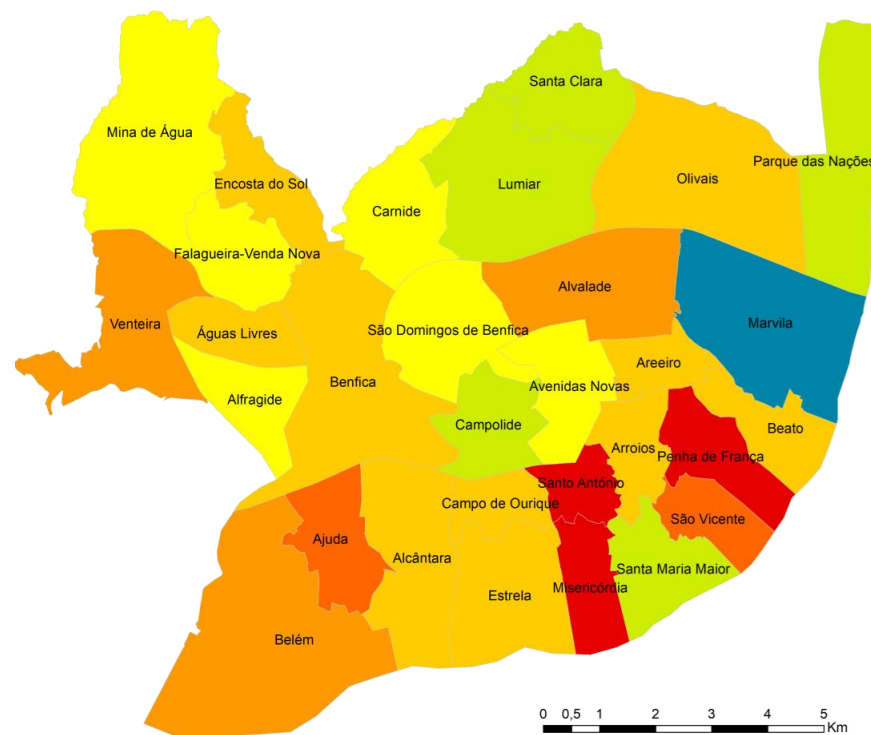 Santa Clara
Mina de Água
Parque das Nações
Olivais
Encosta do Sol
Lumiar
Carnide
Falagueira-Venda Nova
Alvalade
Venteira
Marvila
São Domingos de Benfica
Águas Livres
Areeiro
Benfica
Avenidas Novas
Alfragide
Campolide
Beato
Arroios
Penha de França
Santo António
Campo de Ourique
São Vicente
Ajuda
Alcântara
Santa Maria Maior
Misericórdia
Estrela
Belém
0 0,5 1 2 3 4 5
Km